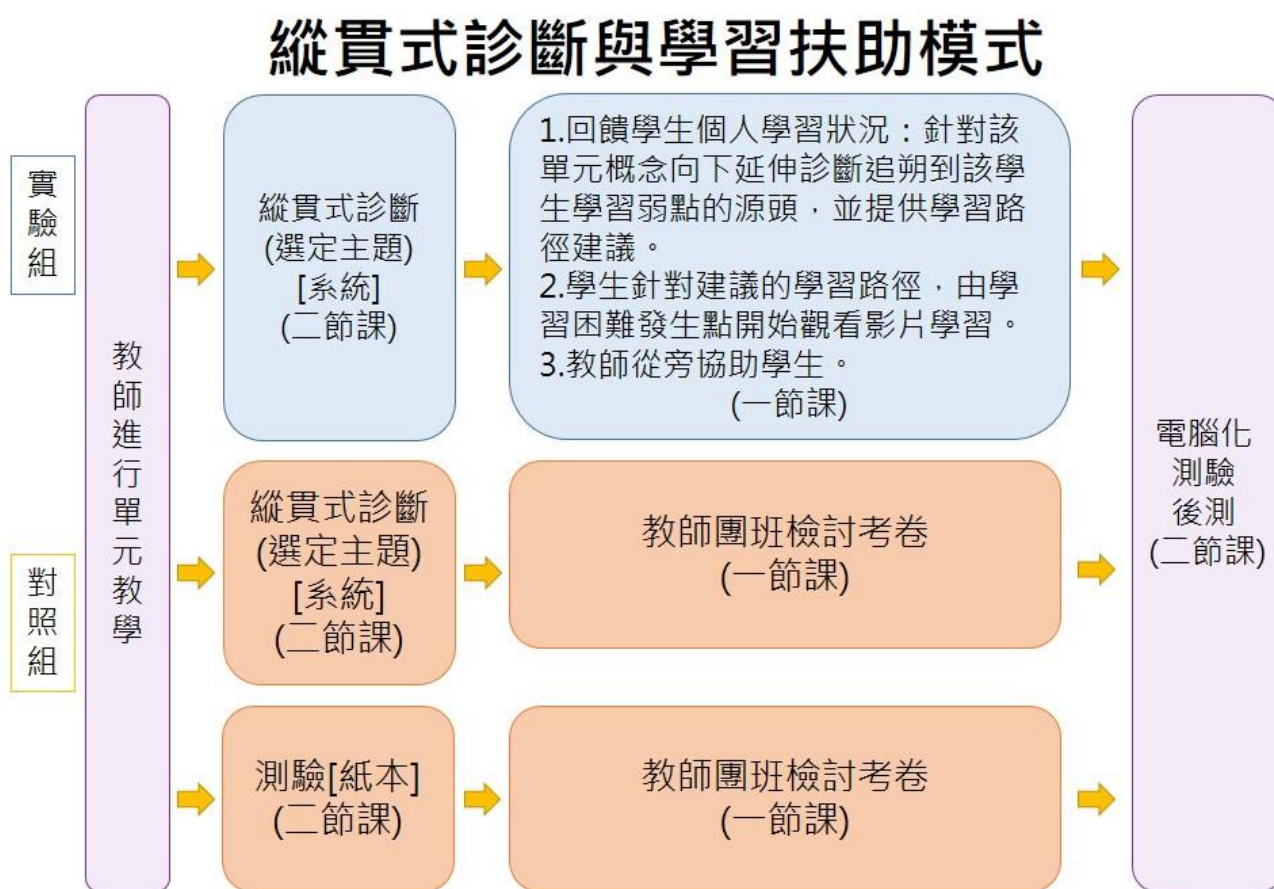 縱貫式診斷與學習扶助模式
實
驗
組
對
照
組
教
師
進
行
單
元
教
學
縱貫式診斷
(選定主題)
[系統]
(二節課)
1.回饋學生個人學習狀況：針對該
單元概念向下延伸診斷追朔到該學
生學習弱點的源頭，並提供學習路
徑建議。
2.學生針對建議的學習路徑，由學
習困難發生點開始觀看影片學習。
3.教師從旁協助學生。
(一節課)
縱貫式診斷
(選定主題)
[系統]
(二節課)
教師團班檢討考卷
(一節課)
測驗[紙本]
(二節課)
教師團班檢討考卷
(一節課)
電腦化
測驗
後測
(二節課)